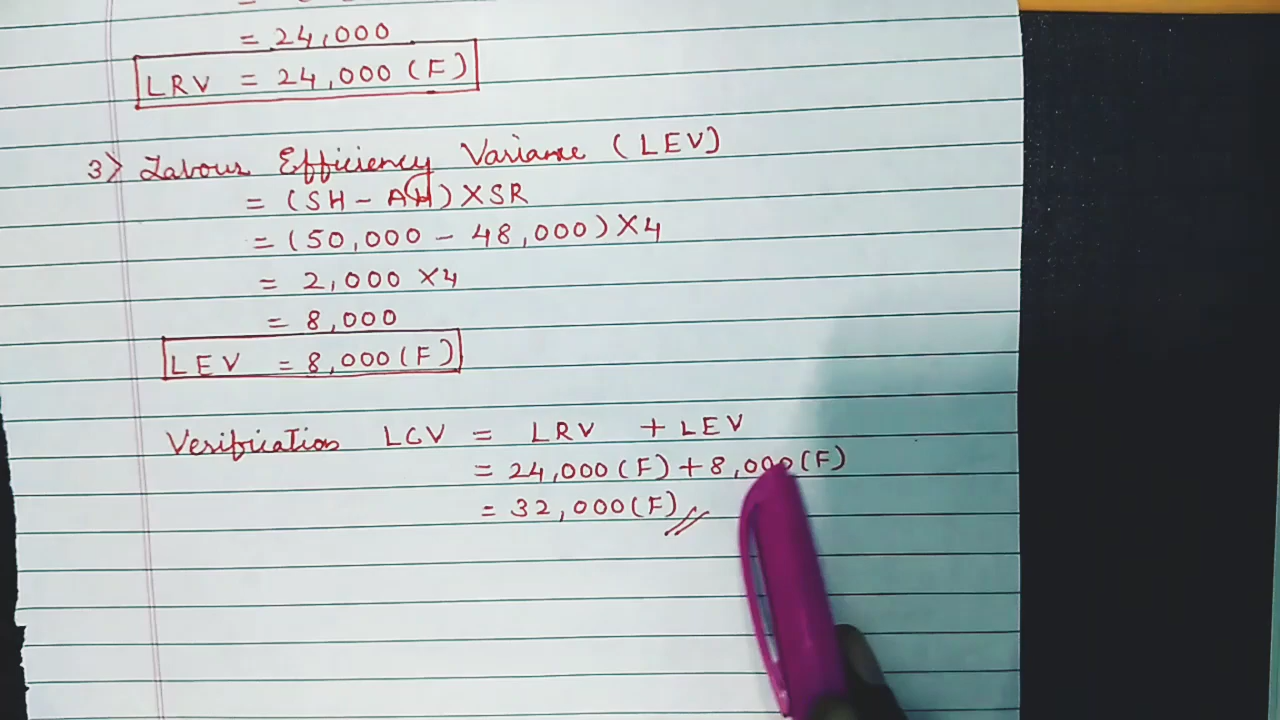 = 24,000
LRV = 24,000 (F)
3) Labour Efficiency Variance (LEV)
= (SH - AH) X SR
= (50,000 - 48,000) X 4
= 2,000 X 4
= 8,000
LEV = 8,000 (F)
Verification LCV = LRV + LEV
= 24,000 (F) + 8,000 (F)
= 32,000 (F)